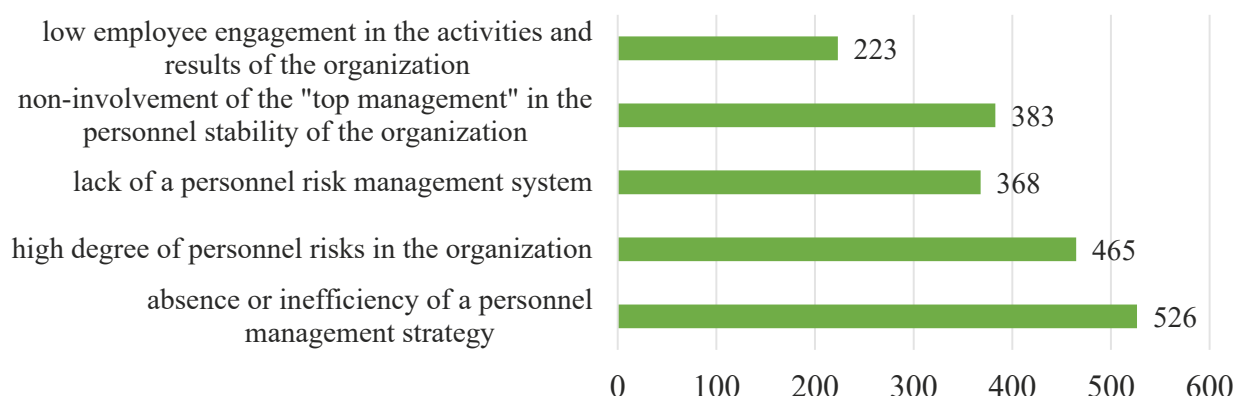 low employee engagement in the activities and
results of the organization
223
non-involvement of the "top management" in the
personnel stability of the organization
383
lack of a personnel risk management system
368
high degree of personnel risks in the organization
465
absence or inefficiency of a personnel
management strategy
526
0 100 200 300 400 500 600